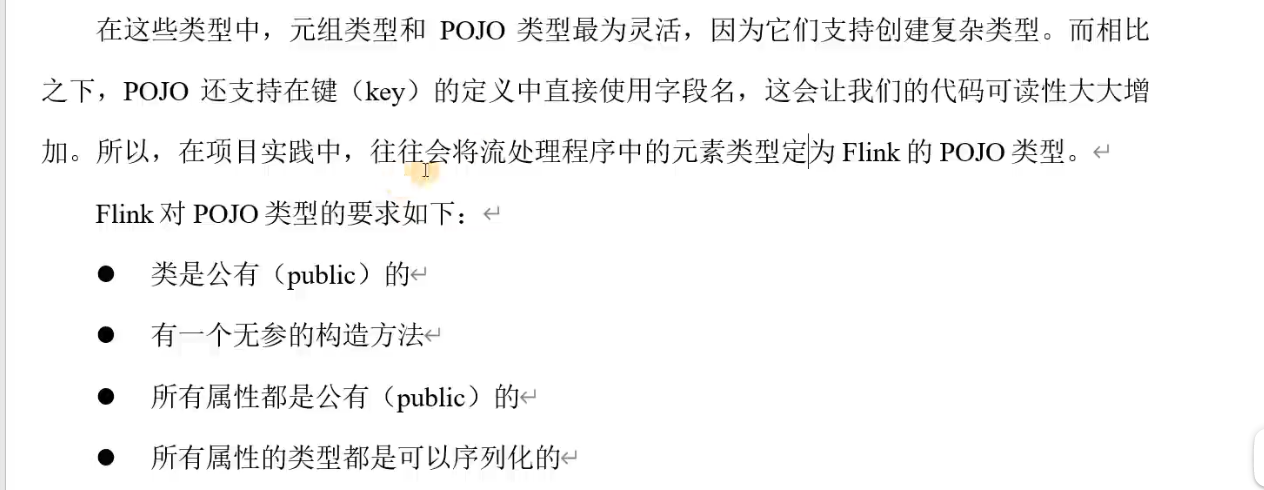 在这些类型中，元组类型和 POJO 类型最为灵活，因为它们支持创建复杂类型。而相比
之下，POJO 还支持在键（key）的定义中直接使用字段名，这会让我们的代码可读性大大增
加。所以，在项目实践中，往往会将流处理程序中的元素类型定为 Flink 的 POJO 类型。
Flink 对 POJO 类型的要求如下：
● 类是公有（public）的
● 有一个无参的构造方法
● 所有属性都是公有（public）的
● 所有属性的类型都是可以序列化的